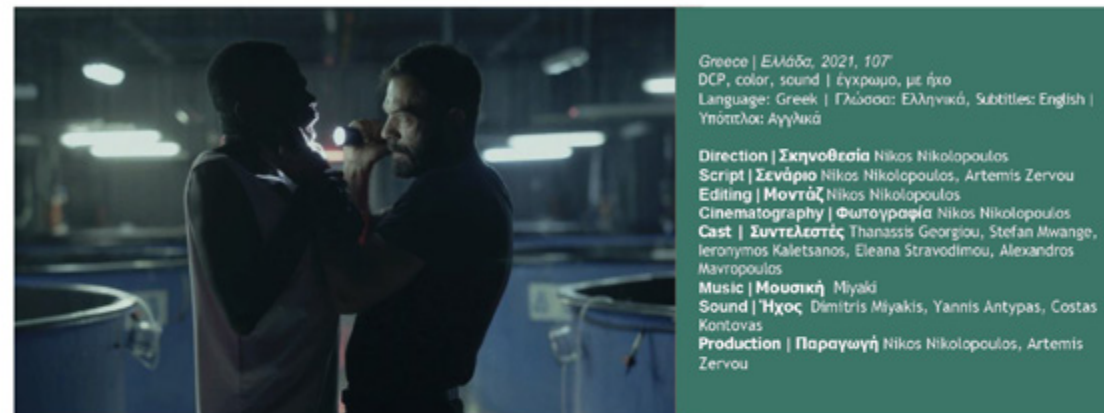 Greece | Ελλάδα, 2021, 107'
DCP, color, sound | έγχρωμο, με ήχο
Language: Greek | Γλώσσα: Ελληνικά, Subtitles: English |
Υπότιτλοι: Αγγλικά
Direction | Σκηνοθεσία Nikos Nikolopoulos
Script | Σενάριο Nikos Nikolopoulos, Artemis Zervou
Editing | Μοντάζ Nikos Nikolopoulos
Cinematography | Φωτογραφία Nikos Nikolopoulos
Cast | Συντελεστές Thanassis Georgiou, Stefan Mwange,
Ieronymos Kaletsanos, Eleana Stravodimou, Alexandros
Mavropoulos
Music | Μουσική Miyaki
Sound | Ήχος Dimitris Miyakis, Yannis Antypas, Costas
Kontovas
Production | Παραγωγή Nikos Nikolopoulos, Artemis
Zervou